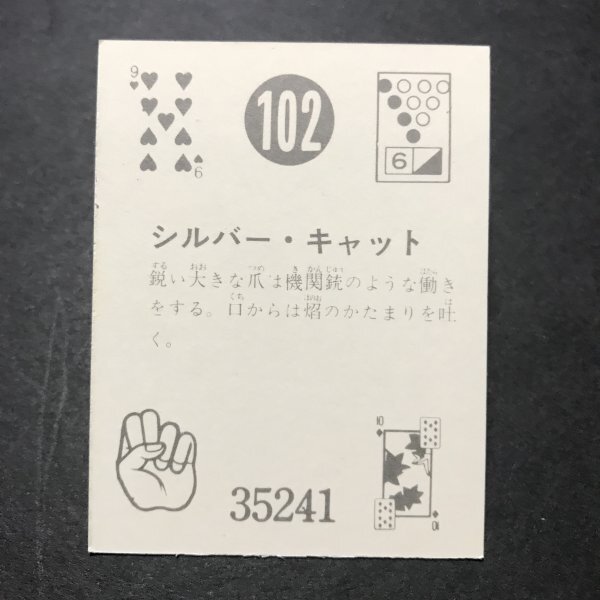 9
102
6
6
シルバー・キャット
鋭い大きな爪は機関銃のような働き
をする。口からは焰のかたまりを吐
く。
10
35241
10